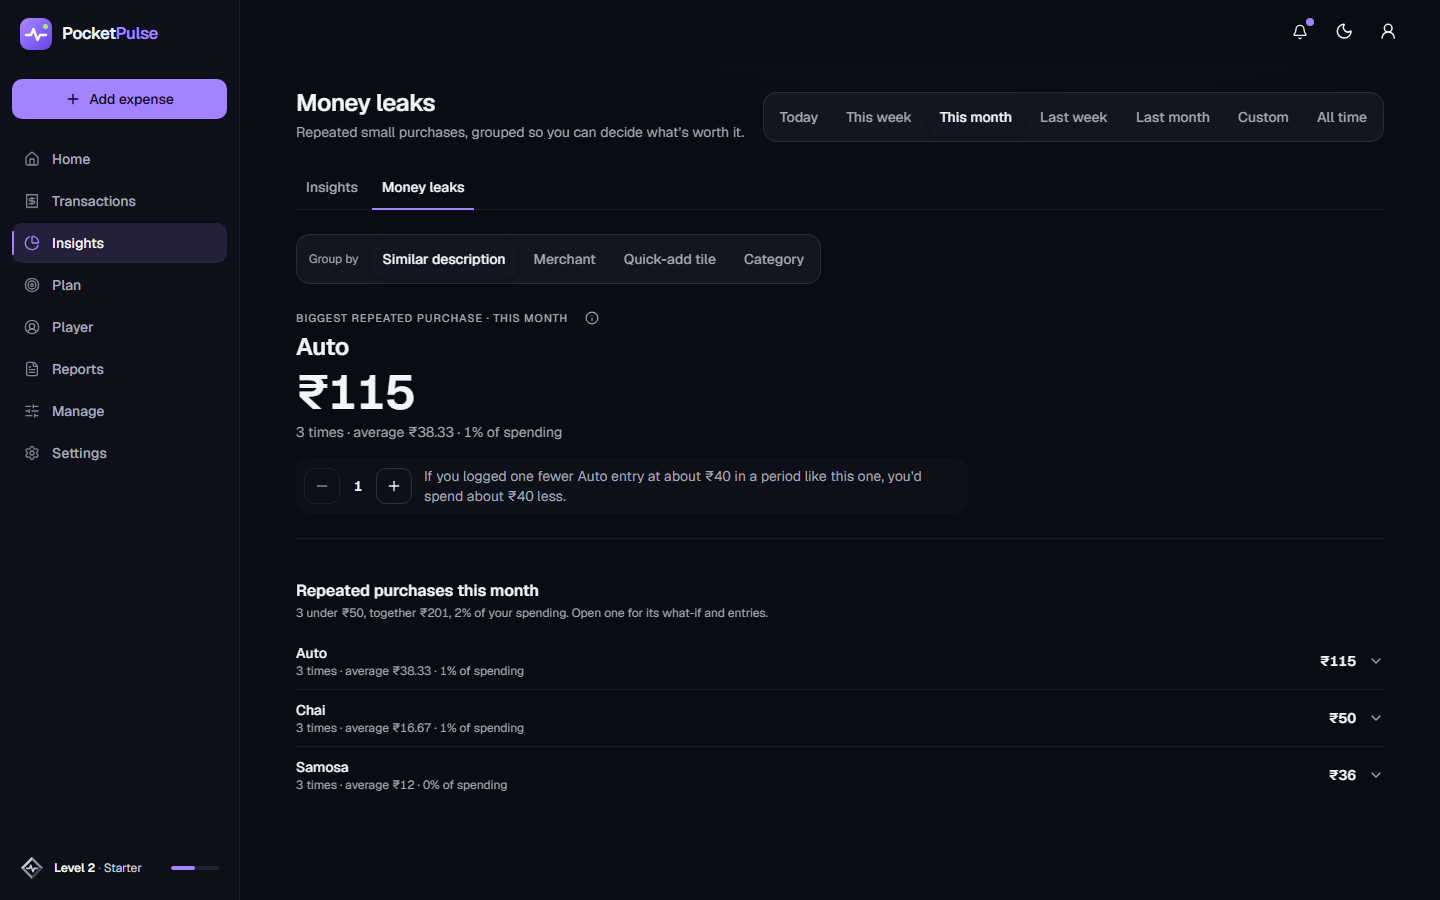 PocketPulse
Add expense
Home
Transactions
Insights
Plan
Player
Reports
Manage
Settings
Level 2 · Starter
Money leaks
Repeated small purchases, grouped so you can decide what's worth it.
Today This week This month Last week Last month Custom All time
Insights Money leaks
Group by Similar description Merchant Quick-add tile Category
BIGGEST REPEATED PURCHASE · THIS MONTH
Auto
₹115
3 times · average ₹38.33 · 1% of spending
1
If you logged one fewer Auto entry at about ₹40 in a period like this one, you'd
spend about ₹40 less.
Repeated purchases this month
3 under ₹50, together ₹201, 2% of your spending. Open one for its what-if and entries.
Auto
3 times · average ₹38.33 · 1% of spending
₹115
Chai
3 times · average ₹16.67 · 1% of spending
₹50
Samosa
3 times · average ₹12 · 0% of spending
₹36